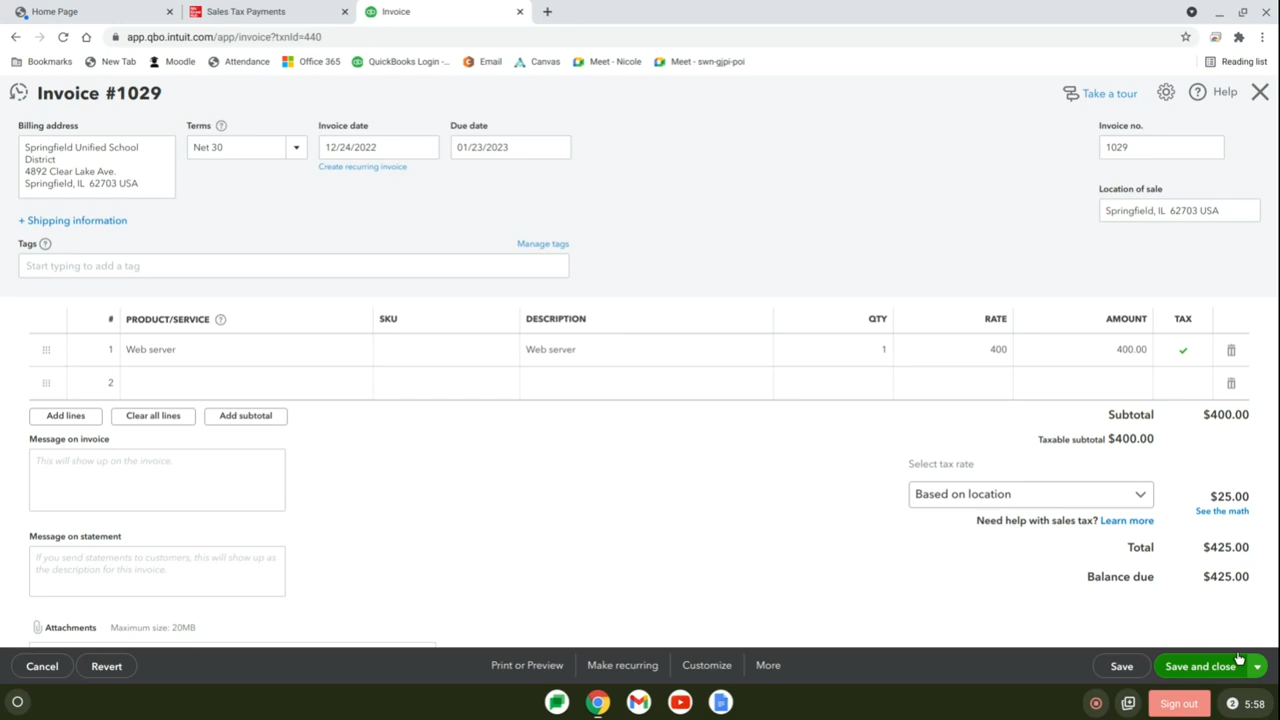 Home Page
Sales Tax Payments
Invoice
app.qbo.intuit.com/app/invoice?txnId=440
Bookmarks New Tab Moodle Attendance Office 365 QuickBooks Login -... Email Canvas Meet - Nicole Meet - swn-gjpi-poi Reading list
Invoice #1029
Take a tour
Help
Billing address
Terms
Invoice date
Due date
Invoice no.
Springfield Unified School
District
4892 Clear Lake Ave.
Springfield, IL 62703 USA
Net 30
12/24/2022
01/23/2023
1029
Create recurring invoice
Location of sale
Springfield, IL 62703 USA
+ Shipping information
Tags
Manage tags
Start typing to add a tag
# PRODUCT/SERVICE SKU DESCRIPTION QTY RATE AMOUNT TAX
1 Web server Web server 1 400 400.00
2
Add lines
Clear all lines
Add subtotal
Subtotal $400.00
Message on invoice
Taxable subtotal $400.00
This will show up on the invoice.
Select tax rate
Based on location
$25.00
See the math
Need help with sales tax? Learn more
Message on statement
Total $425.00
If you send statements to customers, this will show up as
the description for this invoice.
Balance due $425.00
Attachments Maximum size: 20MB
Cancel
Revert
Print or Preview
Make recurring
Customize
More
Save
Save and close
Sign out
2 5:58